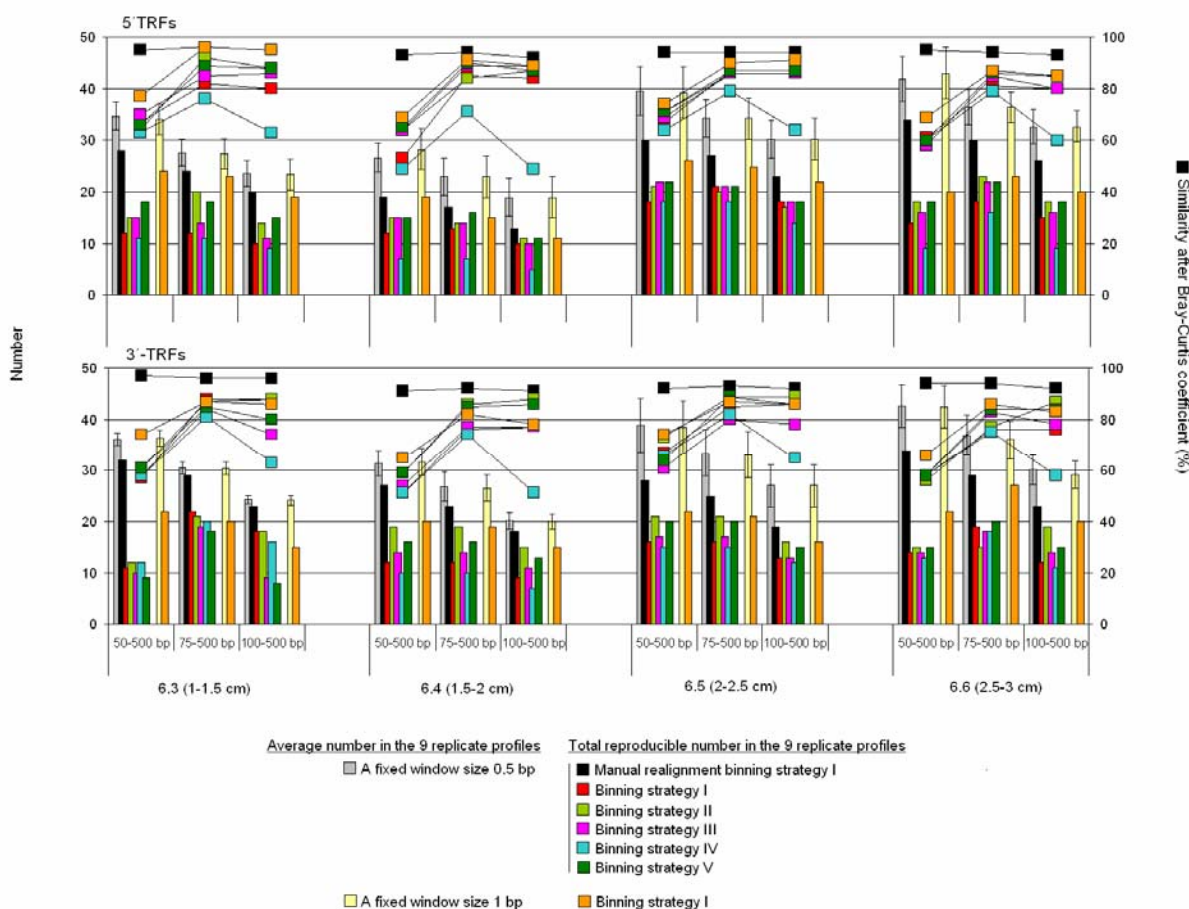 5´TRFs
50
40
30
20
10
0
100
80
60
40
20
0
3´-TRFs
50
40
30
20
10
0
100
80
60
40
20
0
Number
Similarity after Bray-Curtis coefficient (%)
50-500 bp 75-500 bp 100-500 bp 50-500 bp 75-500 bp 100-500 bp 50-500 bp 75-500 bp 100-500 bp 50-500 bp 75-500 bp 100-500 bp
6.3 (1-1.5 cm) 6.4 (1.5-2 cm) 6.5 (2-2.5 cm) 6.6 (2.5-3 cm)
Average number in the 9 replicate profiles Total reproducible number in the 9 replicate profiles
A fixed window size 0.5 bp Manual realignment binning strategy I
Binning strategy I
Binning strategy II
Binning strategy III
Binning strategy IV
Binning strategy V
A fixed window size 1 bp Binning strategy I